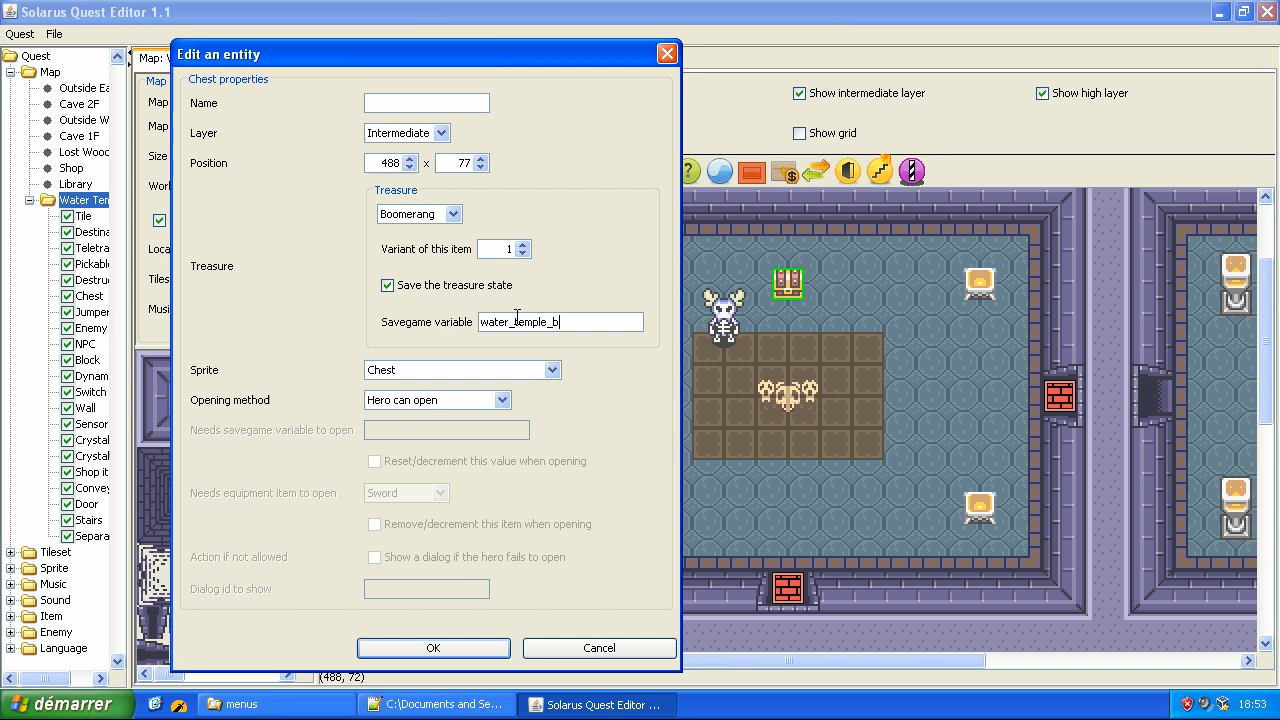 Solarus Quest Editor 1.1
Quest File
Quest
Map
Outside Ea
Cave 2F
Outside W
Cave 1F
Lost Wood
Shop
Library
Water Tem
Tile
Destina
Teletra
Pickabl
Destruc
Chest
Jumper
Enemy
NPC
Block
Dynam
Switch
Wall
Sensor
Crystal
Crystal
Shop it
Convey
Door
Stairs
Separa
Tileset
Sprite
Music
Sound
Item
Enemy
Language
Map
Map
Map
Size
Worl
Loca
Tiles
Musi
Edit an entity
Chest properties
Name
Layer Intermediate
Position 488 x 77
Treasure
Treasure
Boomerang
Variant of this item 1
Save the treasure state
Savegame variable water_temple_b
Sprite Chest
Opening method Hero can open
Needs savegame variable to open
Reset/decrement this value when opening
Needs equipment item to open Sword
Remove/decrement this item when opening
Action if not allowed Show a dialog if the hero fails to open
Dialog id to show
OK Cancel
Show intermediate layer Show high layer
Show grid
(488, 72)
démarrer menus C:\Documents and Se... Solarus Quest Editor ... 18:53